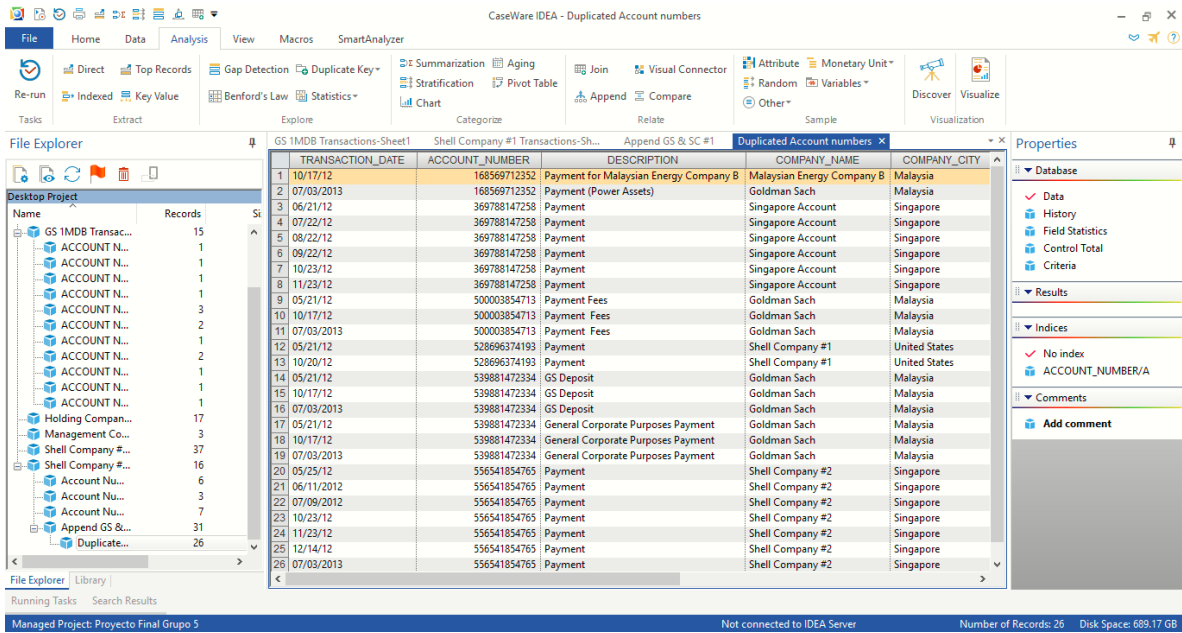 CaseWare IDEA - Duplicated Account numbers
File Home Data Analysis View Macros SmartAnalyzer
Re-run
Tasks
Direct Top Records
Indexed Key Value
Extract
Gap Detection Duplicate Key
Benford's Law Statistics
Explore
Summarization Aging
Stratification Pivot Table
Chart
Categorize
Join Visual Connector
Append Compare
Relate
Attribute Monetary Unit
Random Variables
Other
Sample
Discover Visualize
Visualization
File Explorer
Desktop Project
Name Records Si
GS 1MDB Transac... 15
ACCOUNT N... 1
ACCOUNT N... 1
ACCOUNT N... 1
ACCOUNT N... 1
ACCOUNT N... 3
ACCOUNT N... 2
ACCOUNT N... 1
ACCOUNT N... 2
ACCOUNT N... 1
ACCOUNT N... 1
ACCOUNT N... 1
Holding Compan... 17
Management Co... 3
Shell Company #... 37
Shell Company #... 16
Account Nu... 6
Account Nu... 3
Account Nu... 7
Append GS &... 31
Duplicate... 26
File Explorer Library
Running Tasks Search Results
GS 1MDB Transactions-Sheet1 Shell Company #1 Transactions-Sh... Append GS & SC #1 Duplicated Account numbers X
TRANSACTION_DATE ACCOUNT_NUMBER DESCRIPTION COMPANY_NAME COMPANY_CITY
1 10/17/12 168569712352 Payment for Malaysian Energy Company B Malaysian Energy Company B Malaysia
2 07/03/2013 168569712352 Payment (Power Assets) Goldman Sach Malaysia
3 06/21/12 369788147258 Payment Singapore Account Singapore
4 07/22/12 369788147258 Payment Singapore Account Singapore
5 08/22/12 369788147258 Payment Singapore Account Singapore
6 09/22/12 369788147258 Payment Singapore Account Singapore
7 10/23/12 369788147258 Payment Singapore Account Singapore
8 11/23/12 369788147258 Payment Singapore Account Singapore
9 05/21/12 500003854713 Payment Fees Goldman Sach Malaysia
10 10/17/12 500003854713 Payment Fees Goldman Sach Malaysia
11 07/03/2013 500003854713 Payment Fees Goldman Sach Malaysia
12 05/21/12 528696374193 Payment Shell Company #1 United States
13 10/20/12 528696374193 Payment Shell Company #1 United States
14 05/21/12 539881472334 GS Deposit Goldman Sach Malaysia
15 10/17/12 539881472334 GS Deposit Goldman Sach Malaysia
16 07/03/2013 539881472334 GS Deposit Goldman Sach Malaysia
17 05/21/12 539881472334 General Corporate Purposes Payment Goldman Sach Malaysia
18 10/17/12 539881472334 General Corporate Purposes Payment Goldman Sach Malaysia
19 07/03/2013 539881472334 General Corporate Purposes Payment Goldman Sach Malaysia
20 05/25/12 556541854765 Payment Shell Company #2 Singapore
21 06/11/2012 556541854765 Payment Shell Company #2 Singapore
22 07/09/2012 556541854765 Payment Shell Company #2 Singapore
23 10/23/12 556541854765 Payment Shell Company #2 Singapore
24 11/23/12 556541854765 Payment Shell Company #2 Singapore
25 12/14/12 556541854765 Payment Shell Company #2 Singapore
26 07/03/2013 556541854765 Payment Shell Company #2 Singapore
Properties
Database
Data
History
Field Statistics
Control Total
Criteria
Results
Indices
No index
ACCOUNT_NUMBER/A
Comments
Add comment
Managed Project: Proyecto Final Grupo 5 Not connected to IDEA Server Number of Records: 26 Disk Space: 689.17 GB